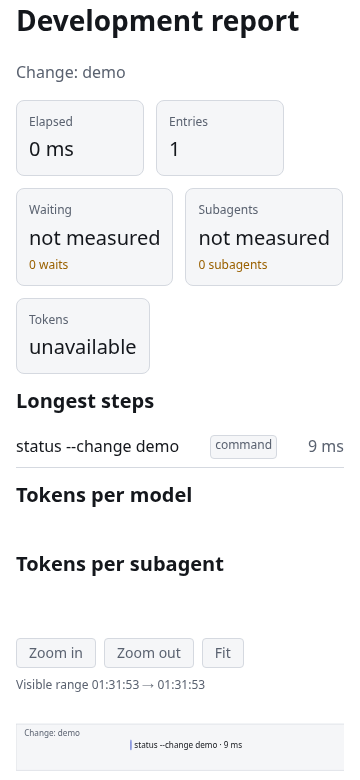 Development report
Change: demo
Elapsed
0 ms
Entries
1
Waiting
not measured
0 waits
Subagents
not measured
0 subagents
Tokens
unavailable
Longest steps
status --change demo command 9 ms
Tokens per model
Tokens per subagent
Zoom in Zoom out Fit
Visible range 01:31:53 → 01:31:53
Change: demo
status --change demo · 9 ms